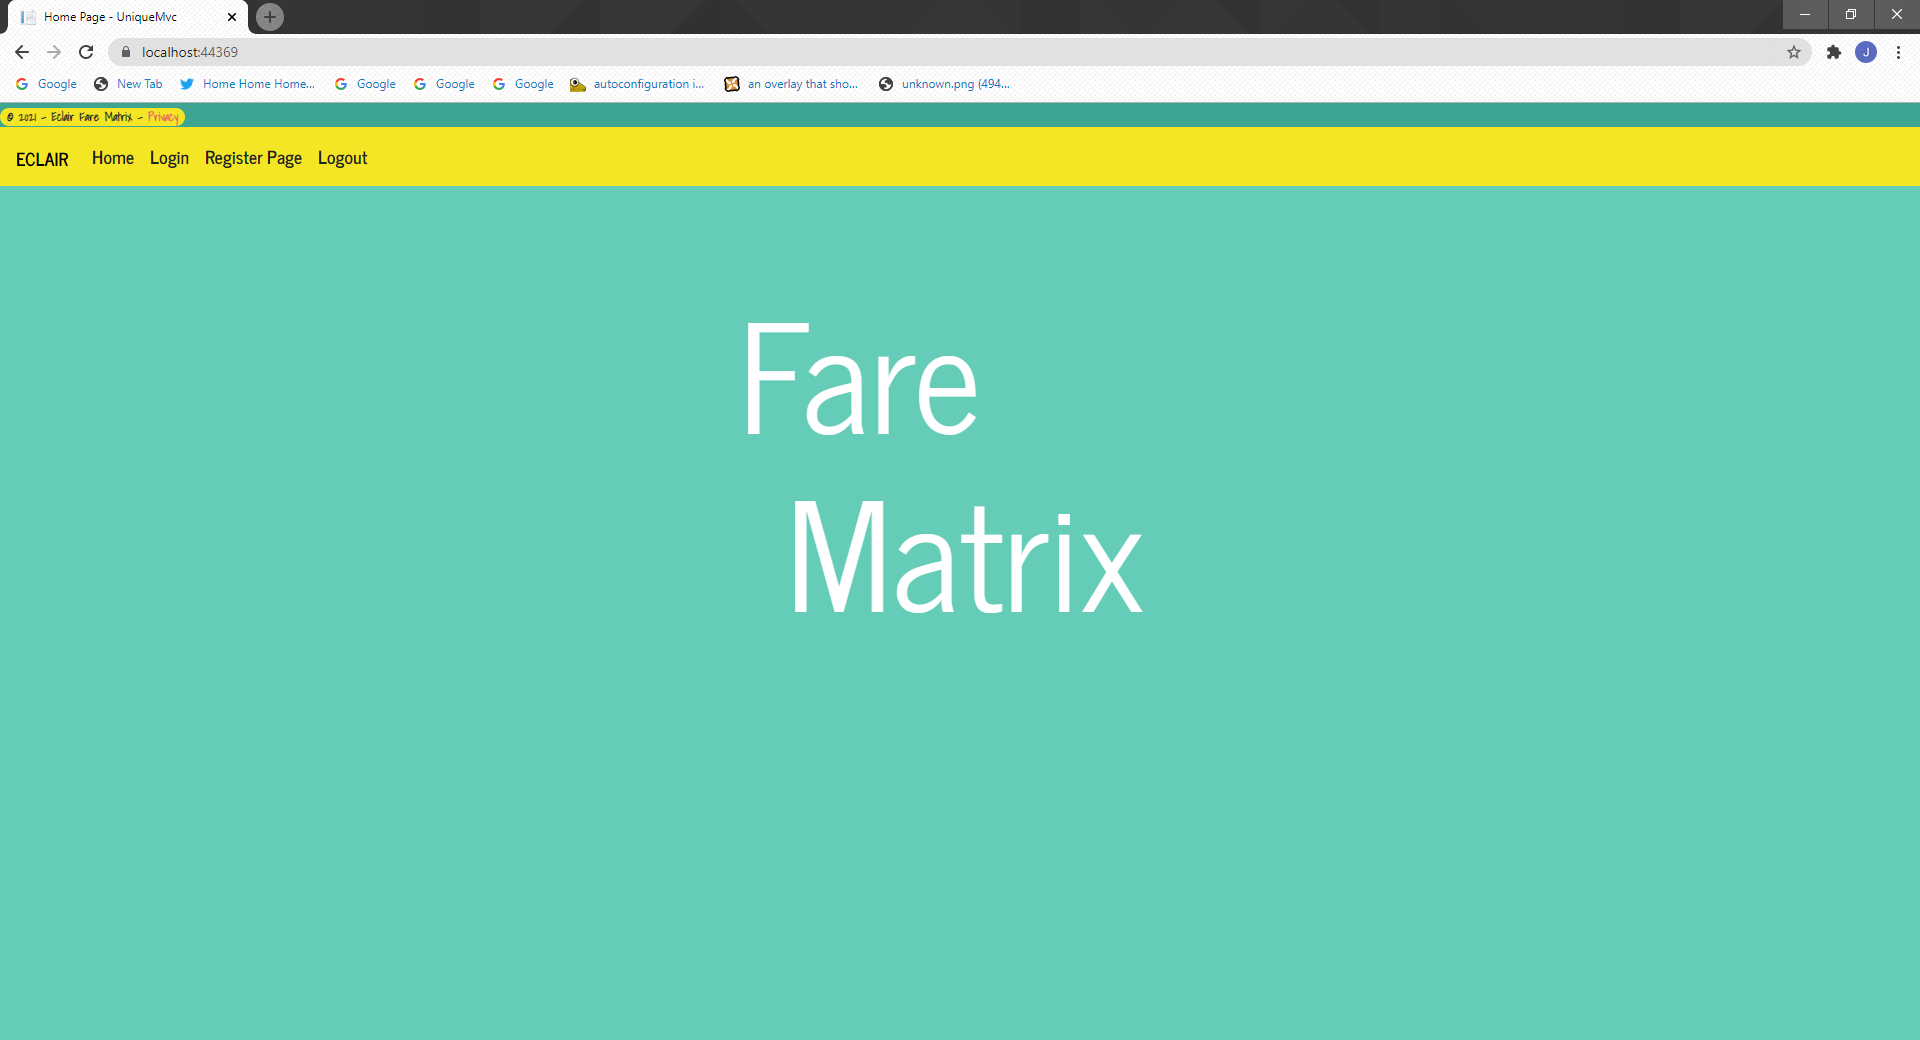 Home Page - UniqueMvc
localhost:44369
Google New Tab Home Home Home... Google Google Google autoconfiguration i... an overlay that sho... unknown.png (494...
© 2021 - Eclair Fare Matrix - Privacy
ECLAIR Home Login Register Page Logout
Fare
Matrix
J